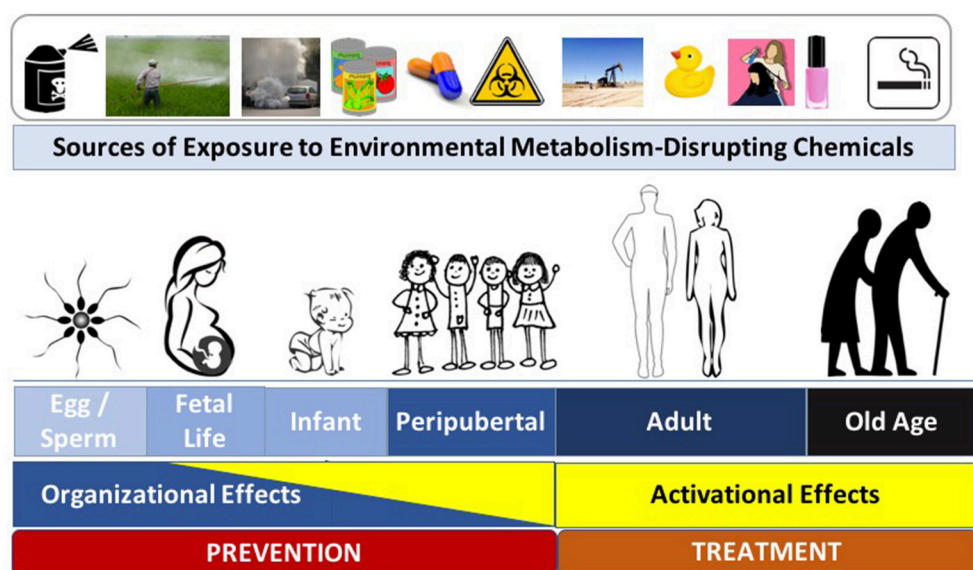 Sources of Exposure to Environmental Metabolism-Disrupting Chemicals
Egg /
Sperm
Fetal
Life
Infant
Peripubertal
Adult
Old Age
Organizational Effects
Activational Effects
PREVENTION
TREATMENT